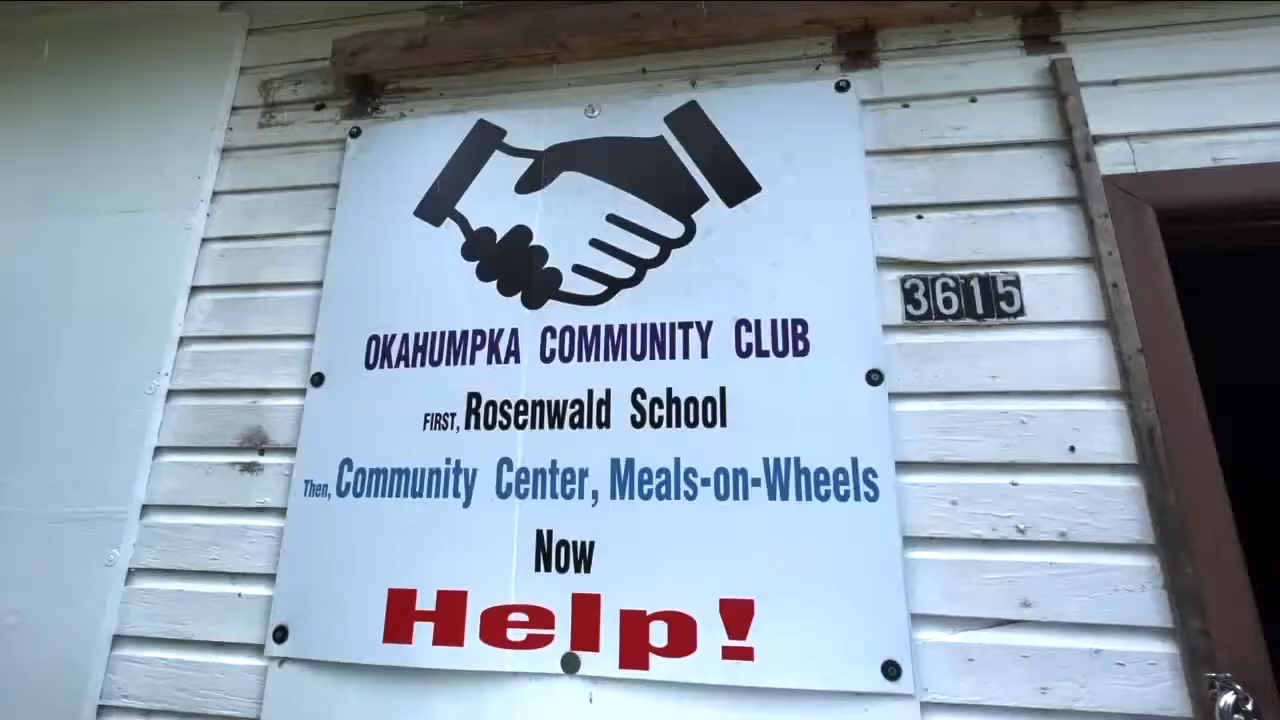 OKAHUMPKA COMMUNITY CLUB
FIRST, Rosenwald School
Then, Community Center, Meals-on-Wheels
Now
Help!
3615